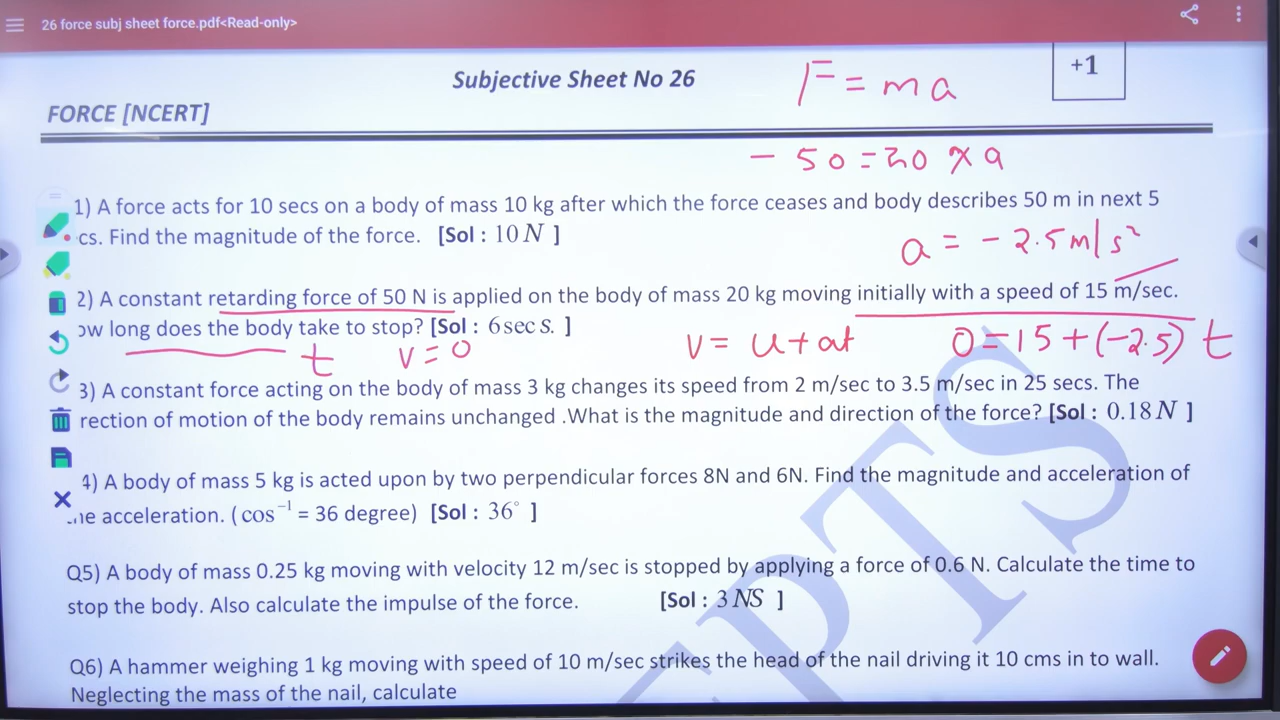 26 force subj sheet force.pdf<Read-only>
Subjective Sheet No 26
F = ma
+1
FORCE [NCERT]
- 50 = 20 × a
1) A force acts for 10 secs on a body of mass 10 kg after which the force ceases and body describes 50 m in next 5
cs. Find the magnitude of the force. [Sol : 10 N ]
a = - 2.5 m/s²
2) A constant retarding force of 50 N is applied on the body of mass 20 kg moving initially with a speed of 15 m/sec.
ow long does the body take to stop? [Sol : 6 sec s. ]
t v = 0 v = u + at 0 = 15 + (-2.5) t
3) A constant force acting on the body of mass 3 kg changes its speed from 2 m/sec to 3.5 m/sec in 25 secs. The
rection of motion of the body remains unchanged .What is the magnitude and direction of the force? [Sol : 0.18 N ]
4) A body of mass 5 kg is acted upon by two perpendicular forces 8N and 6N. Find the magnitude and acceleration of
he acceleration. ( cos⁻¹ = 36 degree) [Sol : 36° ]
Q5) A body of mass 0.25 kg moving with velocity 12 m/sec is stopped by applying a force of 0.6 N. Calculate the time to
stop the body. Also calculate the impulse of the force. [Sol : 3 NS ]
Q6) A hammer weighing 1 kg moving with speed of 10 m/sec strikes the head of the nail driving it 10 cms in to wall.
Neglecting the mass of the nail, calculate
EPTS